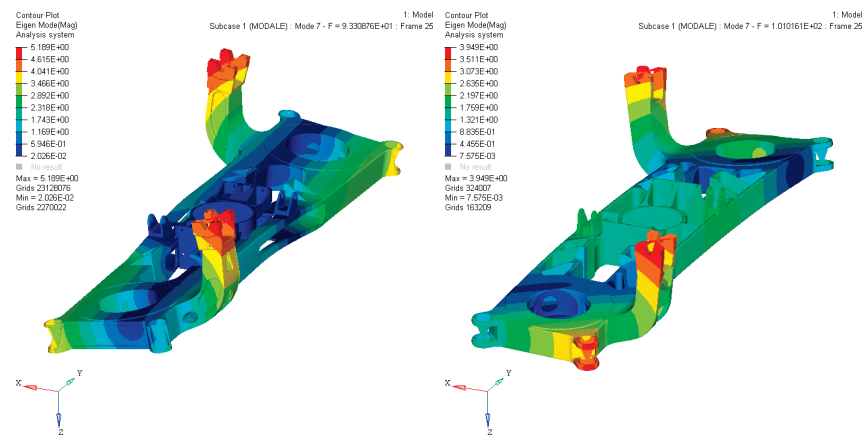 Contour Plot
Eigen Mode(Mag)
Analysis system
5.189E+00
4.615E+00
4.041E+00
3.466E+00
2.892E+00
2.318E+00
1.743E+00
1.169E+00
5.946E-01
2.026E-02
No result
Max = 5.189E+00
Grids 23128076
Min = 2.026E-02
Grids 2270022
1: Model
Subcase 1 (MODALE) : Mode 7 - F = 9.330876E+01 : Frame 25
X
Y
Z
Contour Plot
Eigen Mode(Mag)
Analysis system
3.949E+00
3.511E+00
3.073E+00
2.635E+00
2.197E+00
1.759E+00
1.321E+00
8.835E-01
4.455E-01
7.575E-03
No result
Max = 3.949E+00
Grids 324007
Min = 7.575E-03
Grids 163209
1: Model
Subcase 1 (MODALE) : Mode 7 - F = 1.010161E+02 : Frame 25
X
Y
Z